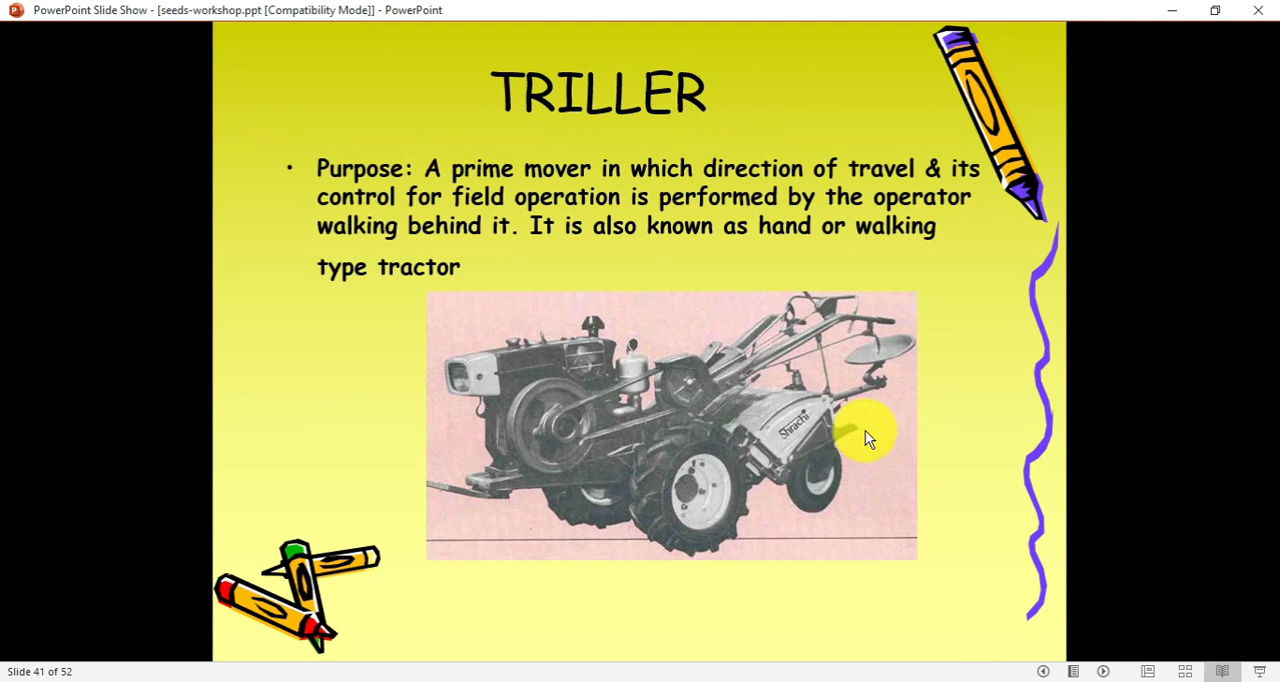 PowerPoint Slide Show - [seeds-workshop.ppt [Compatibility Mode]] - PowerPoint
TRILLER
• Purpose: A prime mover in which direction of travel & its
control for field operation is performed by the operator
walking behind it. It is also known as hand or walking
type tractor
Shrachi
Slide 41 of 52